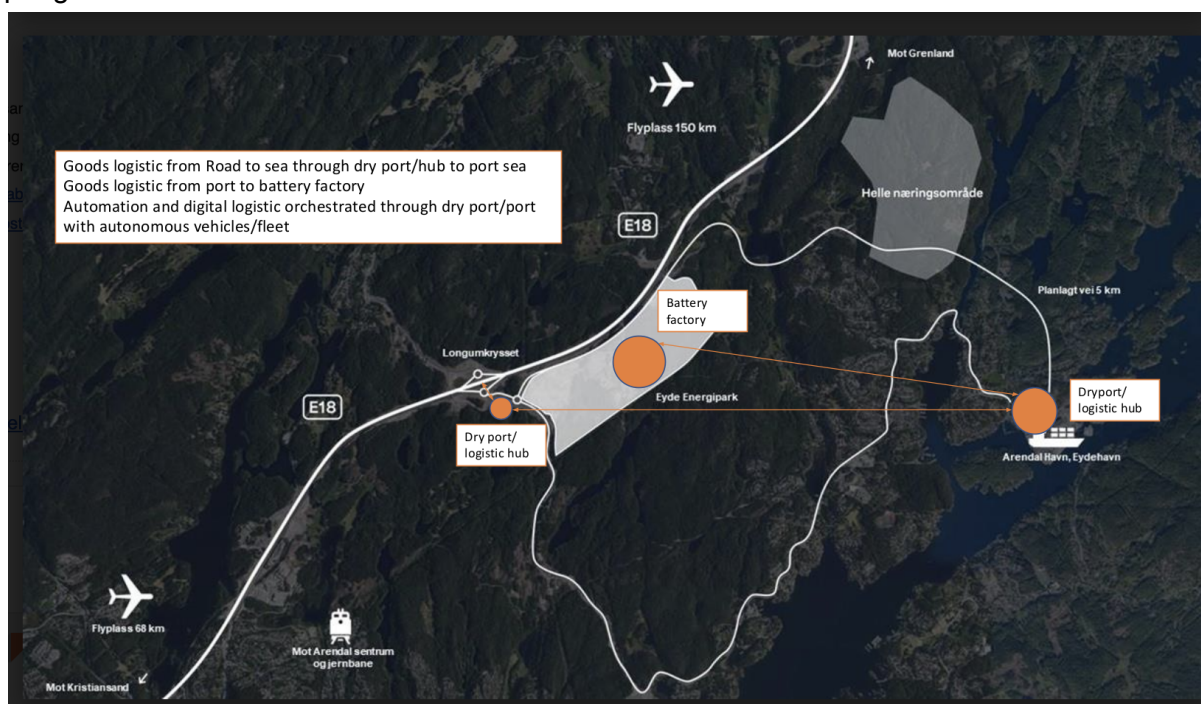 Mot Grenland
Flyplass 150 km
Goods logistic from Road to sea through dry port/hub to port sea
Goods logistic from port to battery factory
Automation and digital logistic orchestrated through dry port/port
with autonomous vehicles/fleet
Helle næringsområde
E18
Planlagt vei 5 km
Battery
factory
Longumkrysset
Eyde Energipark
E18
Dryport/
logistic hub
Dry port/
logistic hub
Arendal Havn, Eydehavn
Flyplass 68 km
Mot Arendal sentrum
og jernbane
Mot Kristiansand